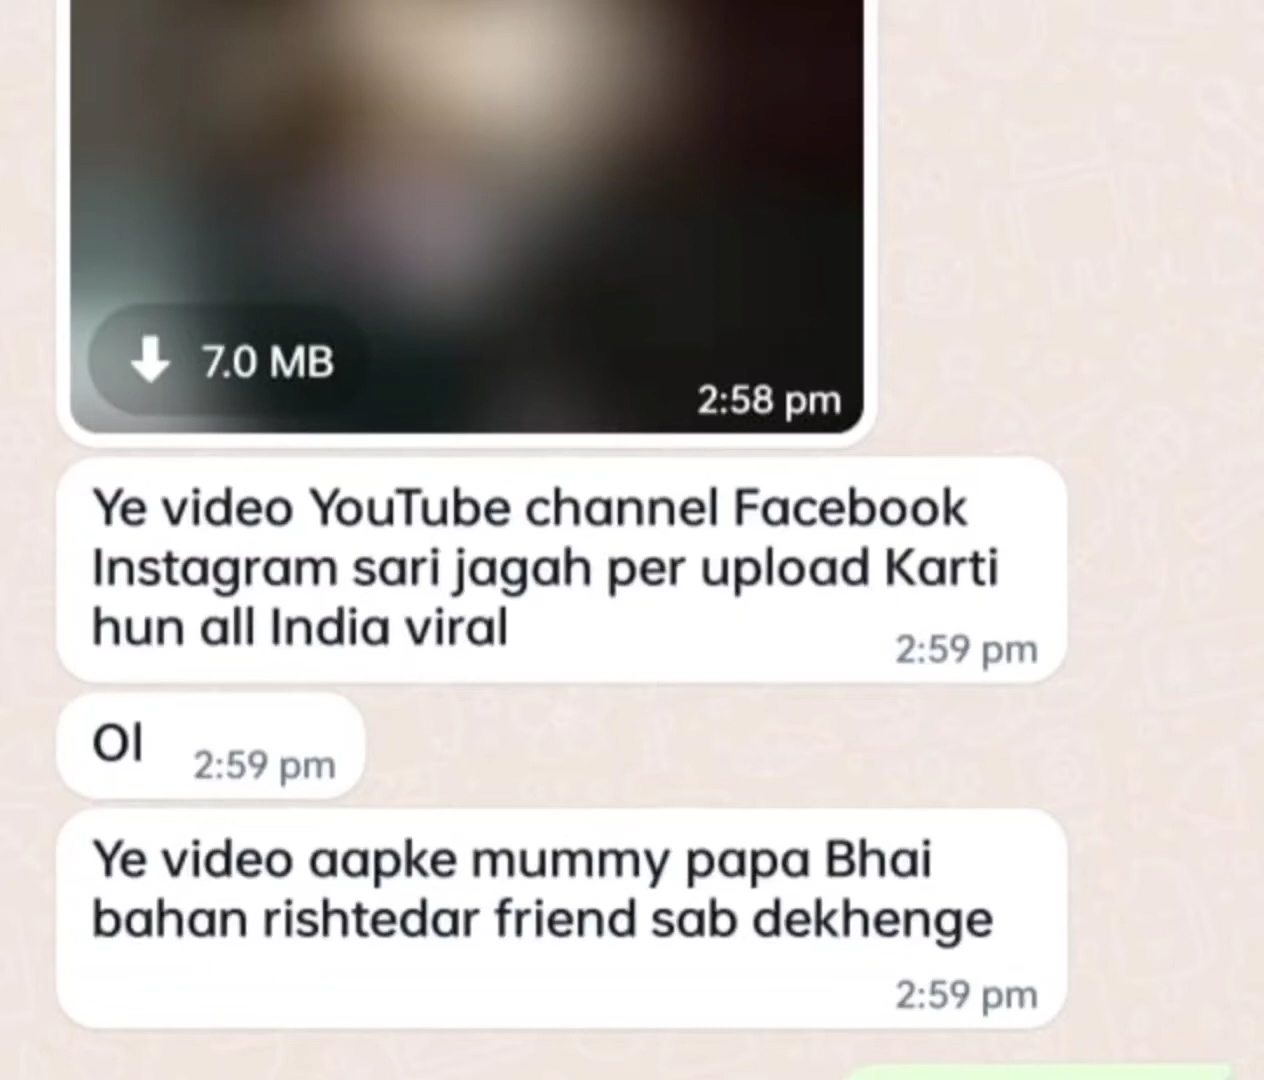 7.0 MB
2:58 pm
Ye video YouTube channel Facebook
Instagram sari jagah per upload Karti
hun all India viral
2:59 pm
Ol
2:59 pm
Ye video aapke mummy papa Bhai
bahan rishtedar friend sab dekhenge
2:59 pm